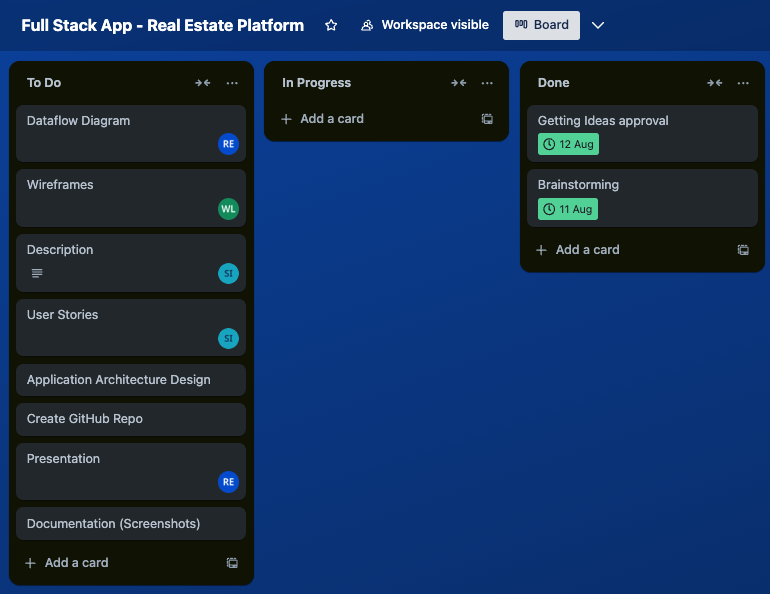 Full Stack App - Real Estate Platform
Workspace visible
Board
To Do
Dataflow Diagram
RE
Wireframes
WL
Description
SI
User Stories
SI
Application Architecture Design
Create GitHub Repo
Presentation
RE
Documentation (Screenshots)
Add a card
In Progress
Add a card
Done
Getting Ideas approval
12 Aug
Brainstorming
11 Aug
Add a card